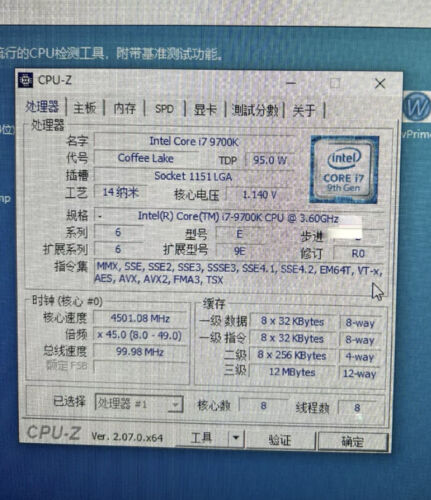 流行的CPU检测工具，附带基准测试功能。
CPU-Z
处理器 主板 内存 SPD 显卡 測試分數 关于
处理器
名字 Intel Core i7 9700K
代号 Coffee Lake TDP 95.0 W
插槽 Socket 1151 LGA
工艺 14 纳米 核心电压 1.140 V
intel
CORE i7
9th Gen
规格 - Intel(R) Core(TM) i7-9700K CPU @ 3.60GHz
系列 6 型号 E 步进
扩展系列 6 扩展型号 9E 修订 R0
指令集 MMX, SSE, SSE2, SSE3, SSSE3, SSE4.1, SSE4.2, EM64T, VT-x,
AES, AVX, AVX2, FMA3, TSX
时钟 (核心 #0)
核心速度 4501.08 MHz
倍频 x 45.0 (8.0 - 49.0)
总线速度 99.98 MHz
额定 FSB
缓存
一级 数据 8 x 32 KBytes 8-way
一级 指令 8 x 32 KBytes 8-way
二级 8 x 256 KBytes 4-way
三级 12 MBytes 12-way
已选择 处理器 #1 核心数 8 线程数 8
CPU-Z Ver. 2.07.0.x64 工具 验证 确定